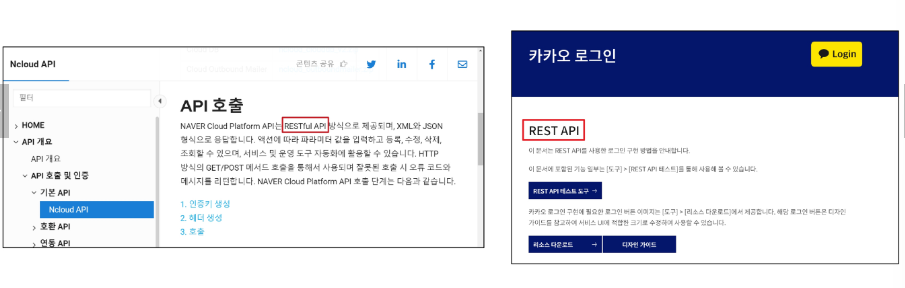 Ncloud API
콘텐츠 공유
필터
HOME
API 개요
API 개요
API 호출 및 인증
기본 API
Ncloud API
호환 API
연동 API
API 호출
NAVER Cloud Platform API는 RESTful API 방식으로 제공되며, XML와 JSON
형식으로 응답합니다. 액션에 따라 파라미터 값을 입력하고 등록, 수정, 삭제,
조회할 수 있으며, 서비스 및 운영 도구 자동화에 활용할 수 있습니다. HTTP
방식의 GET/POST 메서드 호출을 통해서 사용되며 잘못된 호출 시 오류 코드와
메시지를 리턴합니다. NAVER Cloud Platform API 호출 단계는 다음과 같습니다.
1. 인증키 생성
2. 헤더 생성
3. 호출
카카오 로그인
Login
REST API
이 문서는 REST API를 사용한 로그인 구현 방법을 안내합니다.
이 문서에 포함된 기능 일부는 [도구] > [REST API 테스트]를 통해 사용해 볼 수 있습니다.
REST API 테스트 도구 →
카카오 로그인 구현에 필요한 로그인 버튼 이미지는 [도구] > [리소스 다운로드]에서 제공합니다. 해당 로그인 버튼은 디자인
가이드를 참고하여 서비스 UI에 적합한 크기로 수정하여 사용할 수 있습니다.
리소스 다운로드 →
디자인 가이드